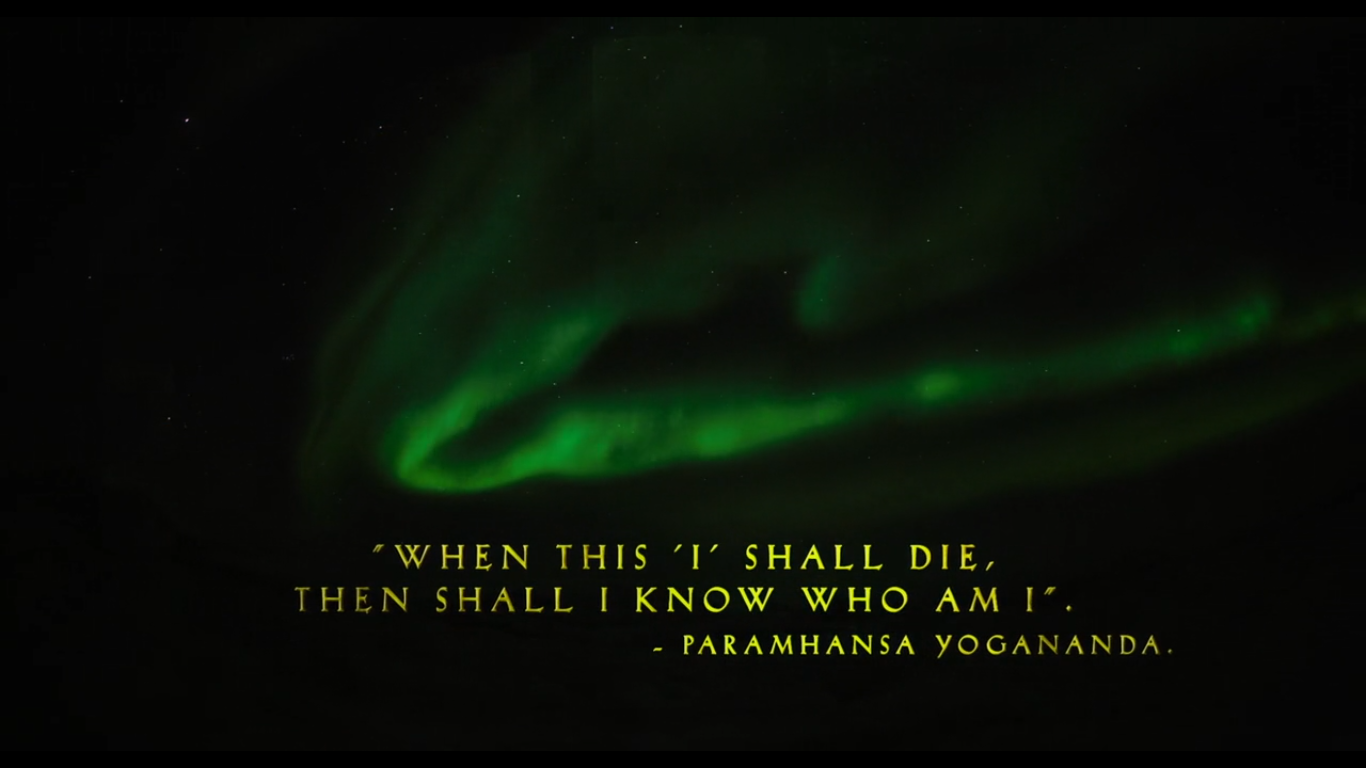 "WHEN THIS 'I' SHALL DIE,
THEN SHALL I KNOW WHO AM I".
- PARAMHANSA YOGANANDA.